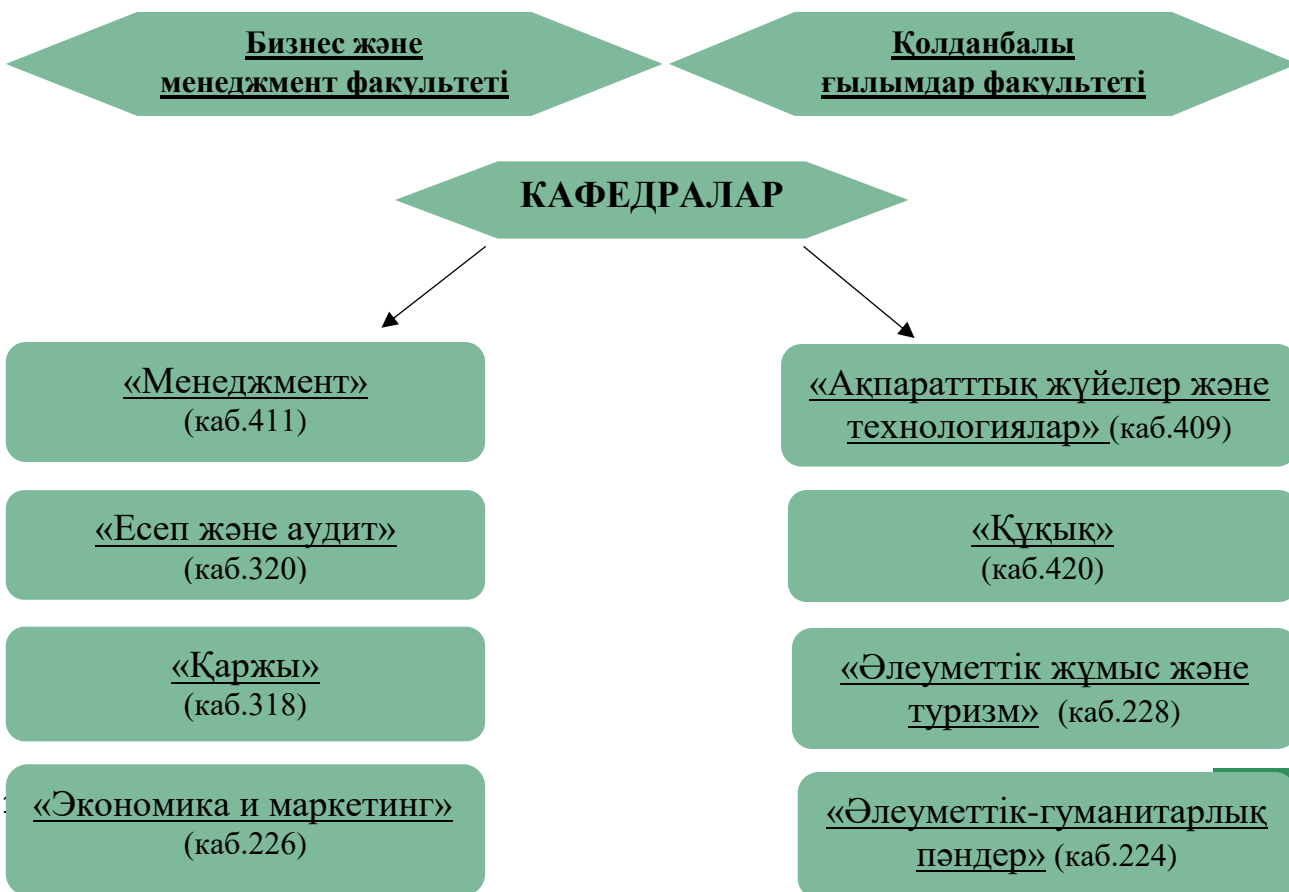 Бизнес және
менеджмент факультеті
Қолданбалы
ғылымдар факультеті
КАФЕДРАЛАР
«Менеджмент»
(каб.411)
«Есеп және аудит»
(каб.320)
«Қаржы»
(каб.318)
«Экономика и маркетинг»
(каб.226)
«Ақпаратттық жүйелер және
технологиялар» (каб.409)
«Құқық»
(каб.420)
«Әлеуметтік жұмыс және
туризм» (каб.228)
«Әлеуметтік-гуманитарлық
пәндер» (каб.224)